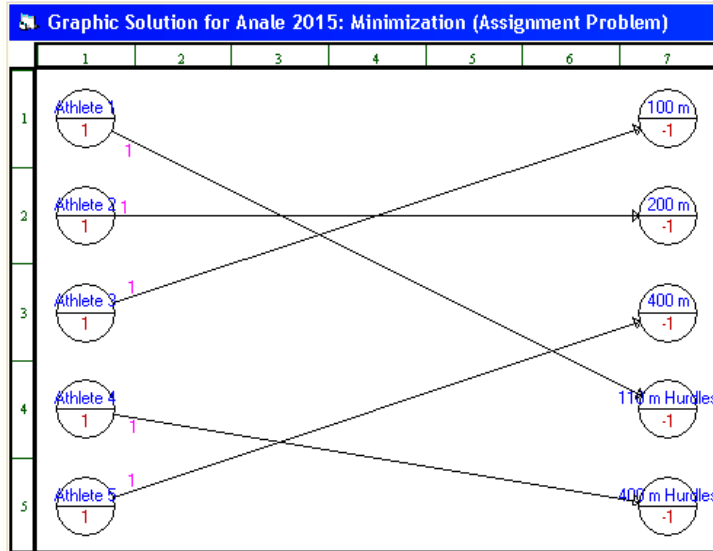 Graphic Solution for Anale 2015: Minimization (Assignment Problem)
1 2 3 4 5 6 7
1
Athlete 1
1
1
100 m
-1
2
Athlete 2
1
1
200 m
-1
3
Athlete 3
1
1
400 m
-1
4
Athlete 4
1
1
110 m Hurdles
-1
5
Athlete 5
1
1
400 m Hurdles
-1